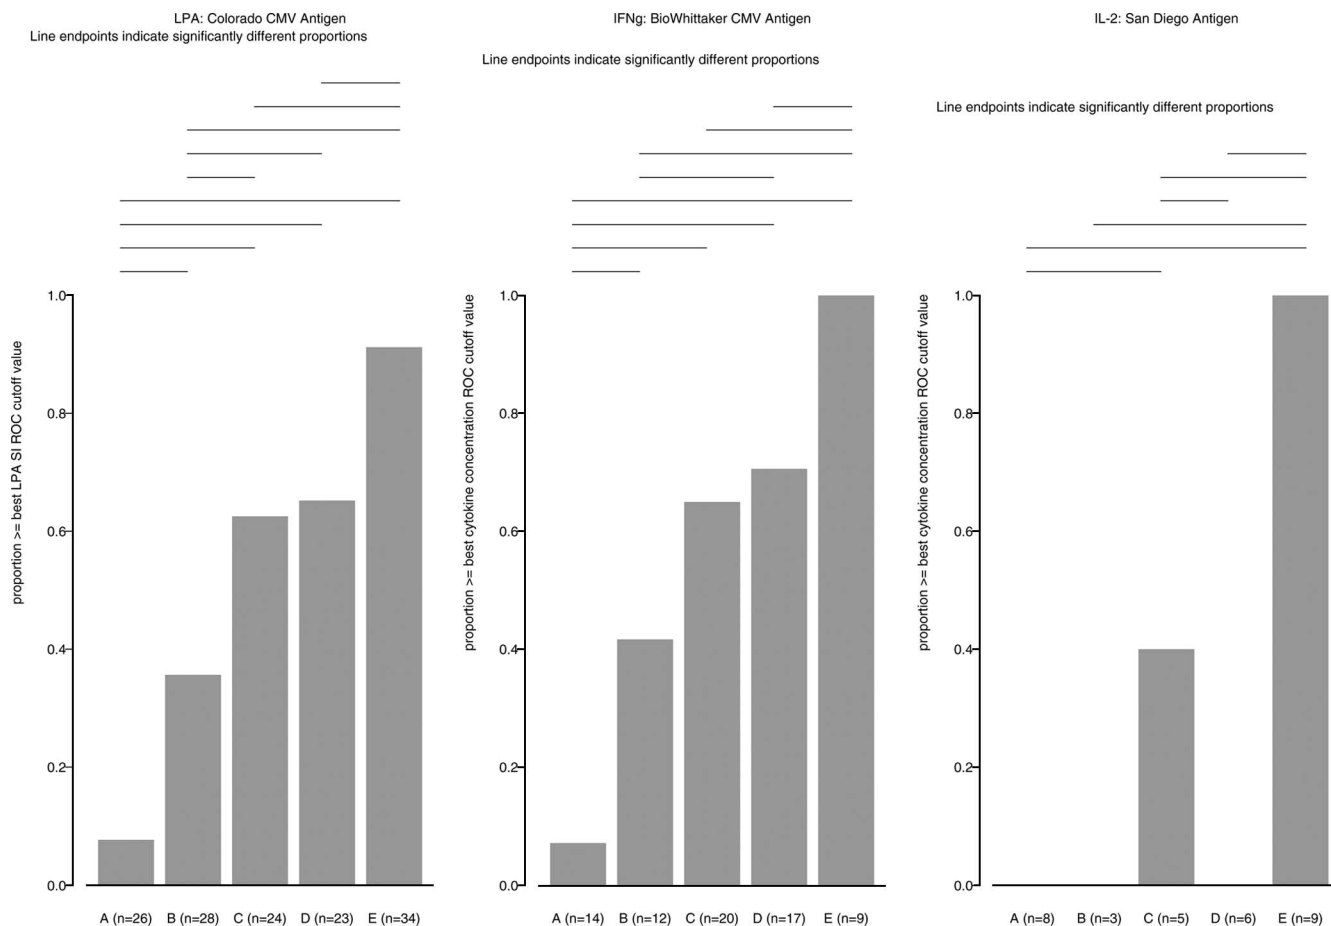 LPA: Colorado CMV Antigen
Line endpoints indicate significantly different proportions
1.0
0.8
0.6
0.4
0.2
0.0
proportion >= best LPA SI ROC cutoff value
A (n=26) B (n=28) C (n=24) D (n=23) E (n=34)
IFNg: BioWhittaker CMV Antigen
Line endpoints indicate significantly different proportions
1.0
0.8
0.6
0.4
0.2
0.0
proportion >= best cytokine concentration ROC cutoff value
A (n=14) B (n=12) C (n=20) D (n=17) E (n=9)
IL-2: San Diego Antigen
Line endpoints indicate significantly different proportions
1.0
0.8
0.6
0.4
0.2
0.0
proportion >= best cytokine concentration ROC cutoff value
A (n=8) B (n=3) C (n=5) D (n=6) E (n=9)